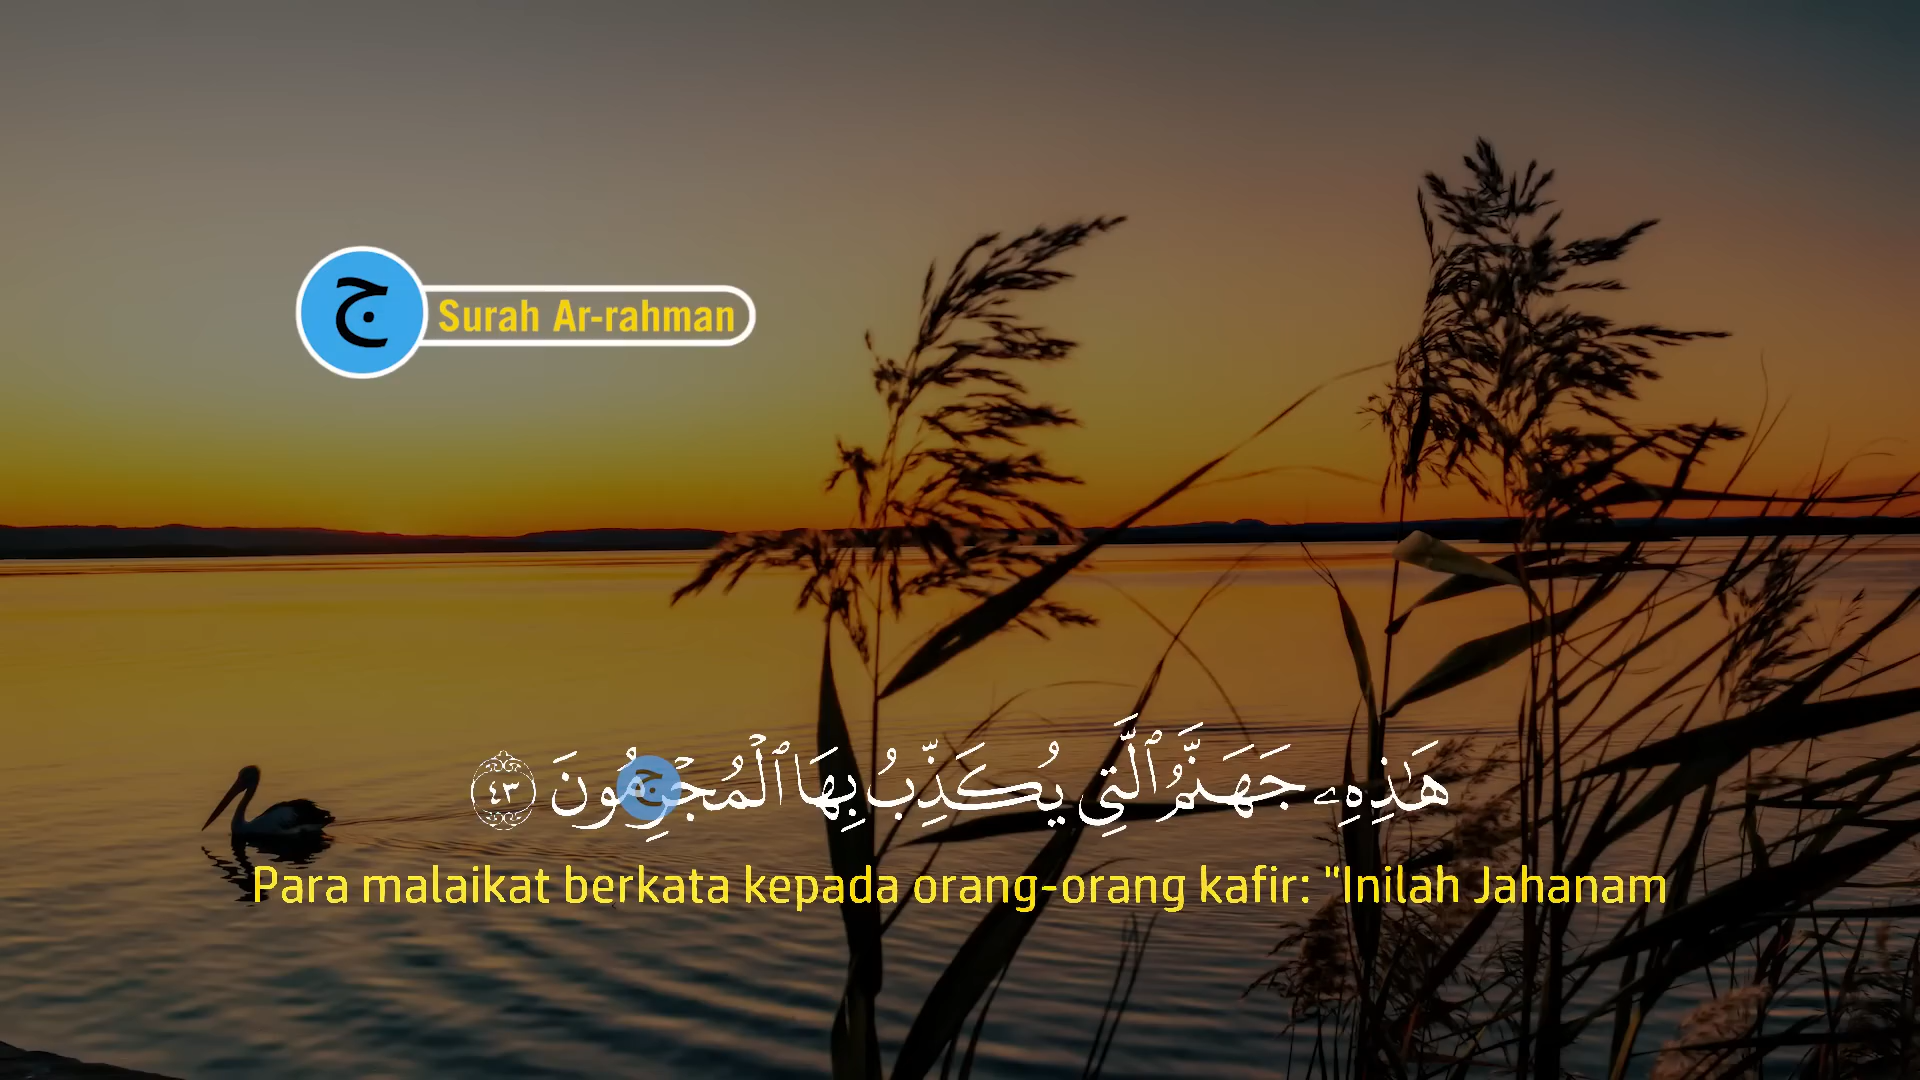 ج
Surah Ar-rahman
هَـٰذِهِۦ جَهَنَّمُ ٱلَّتِى يُكَذِّبُ بِهَا ٱلْمُجْرِمُونَ ٤٣
ج
Para malaikat berkata kepada orang-orang kafir: "Inilah Jahanam